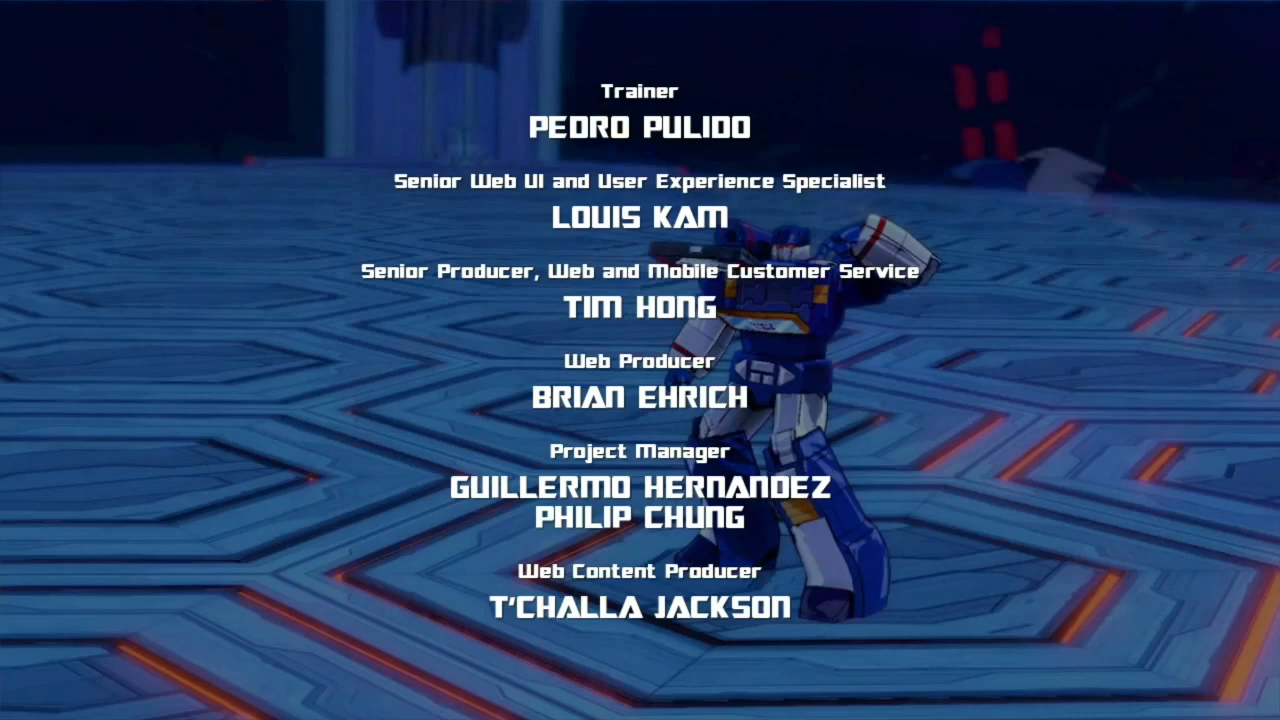 Trainer
PEDRO PULIDO
Senior Web UI and User Experience Specialist
LOUIS KAM
Senior Producer, Web and Mobile Customer Service
TIM HONG
Web Producer
BRIAN EHRICH
Project Manager
GUILLERMO HERNANDEZ
PHILIP CHUNG
Web Content Producer
T'CHALLA JACKSON